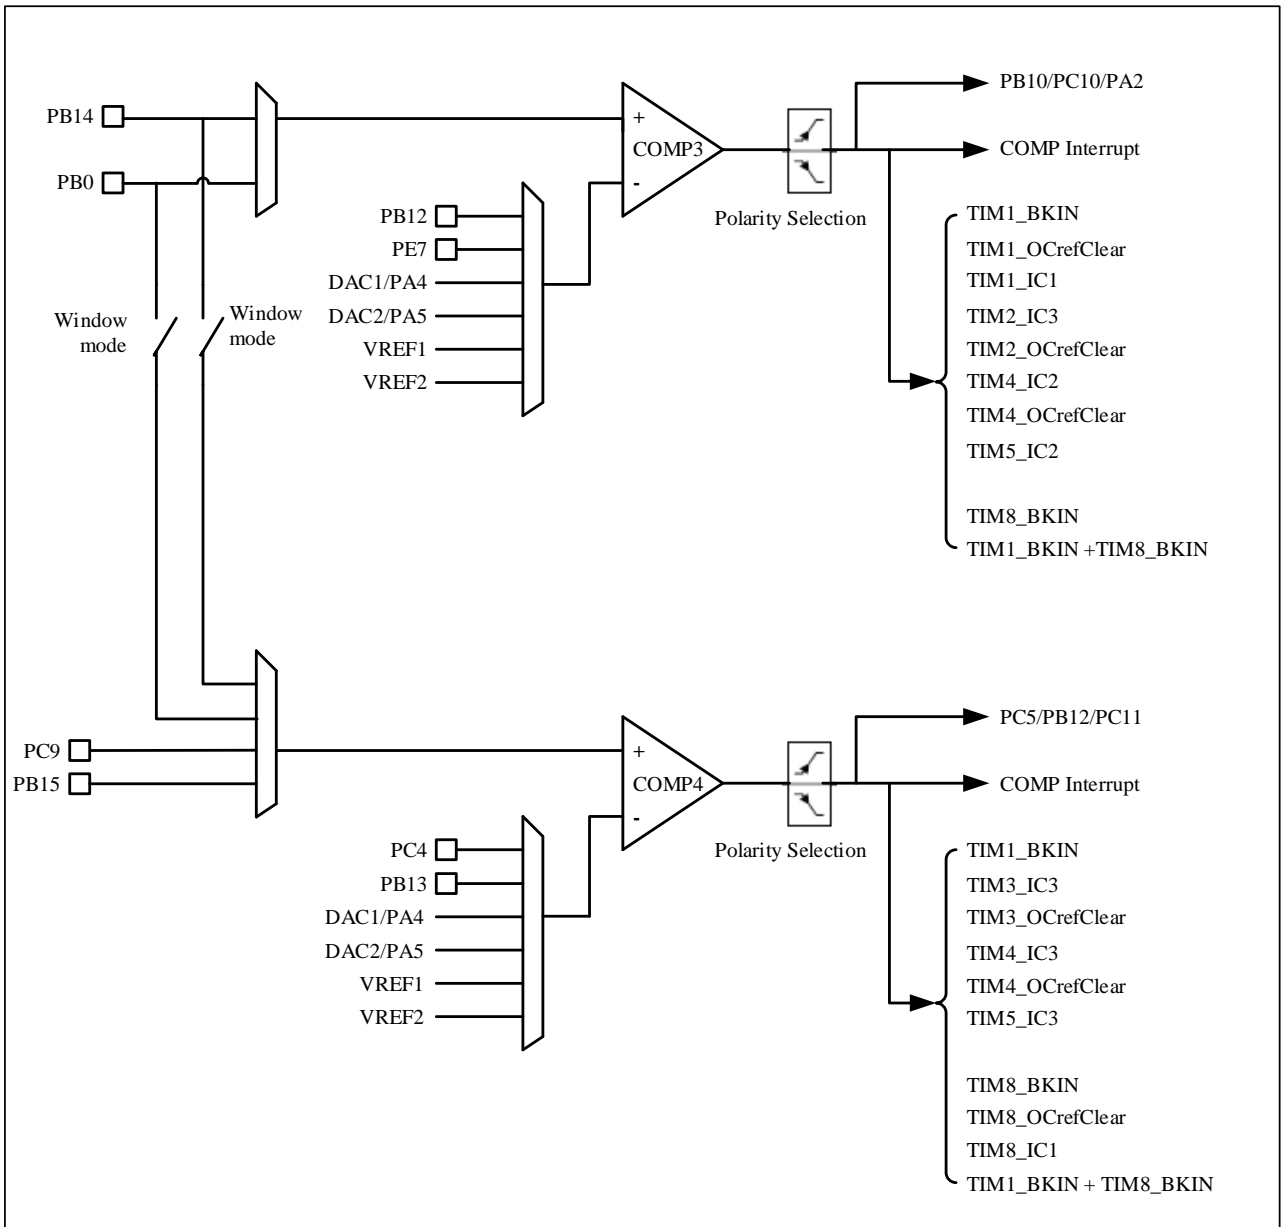 PB14
PB0
+
COMP3
-
Polarity Selection
PB10/PC10/PA2
COMP Interrupt
PB12
PE7
DAC1/PA4
DAC2/PA5
VREF1
VREF2
Window
mode
Window
mode
TIM1_BKIN
TIM1_OCrefClear
TIM1_IC1
TIM2_IC3
TIM2_OCrefClear
TIM4_IC2
TIM4_OCrefClear
TIM5_IC2
TIM8_BKIN
TIM1_BKIN +TIM8_BKIN
PC9
PB15
+
COMP4
-
Polarity Selection
PC5/PB12/PC11
COMP Interrupt
PC4
PB13
DAC1/PA4
DAC2/PA5
VREF1
VREF2
TIM1_BKIN
TIM3_IC3
TIM3_OCrefClear
TIM4_IC3
TIM4_OCrefClear
TIM5_IC3
TIM8_BKIN
TIM8_OCrefClear
TIM8_IC1
TIM1_BKIN + TIM8_BKIN